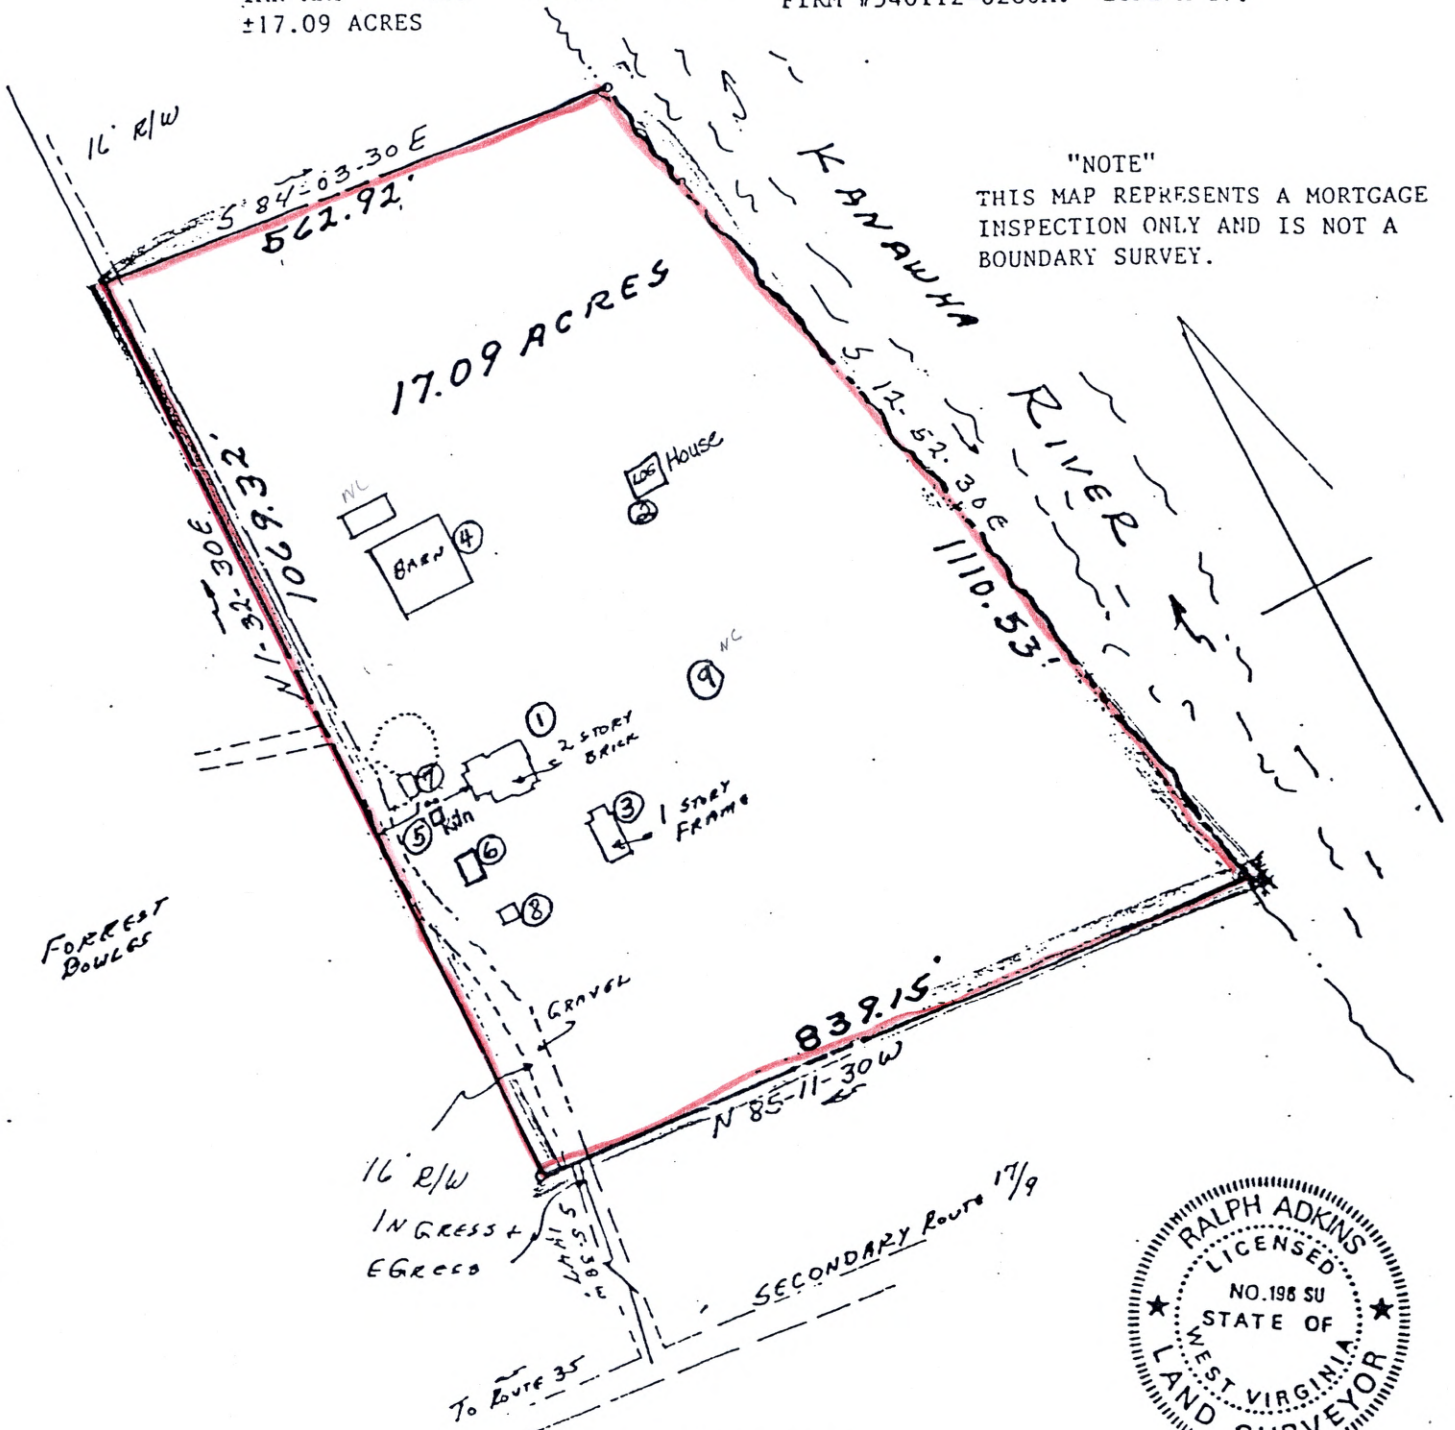 ±17.09 ACRES
16' R/W
S 84-03-30 E
562.92'
KANAWHA
RIVER
"NOTE"
THIS MAP REPRESENTS A MORTGAGE
INSPECTION ONLY AND IS NOT A
BOUNDARY SURVEY.
17.09 ACRES
S 12-52-30 E
1110.53'
N 1-32-30 E
1069.32'
LOG House
2
NC
BARN 4
9 NC
1
2 STORY
BRICK
7
5 Kiln
3
1 STORY
FRAME
6
8
FORREST
BOWLES
GRAVEL
839.15'
N 85-11-30 W
16' R/W
INGRESS +
EGRESS
SECONDARY ROUTE 17/9
TO ROUTE 35
RALPH ADKINS
LICENSED
NO.198 SU
STATE OF
WEST VIRGINIA
LAND SURVEYOR